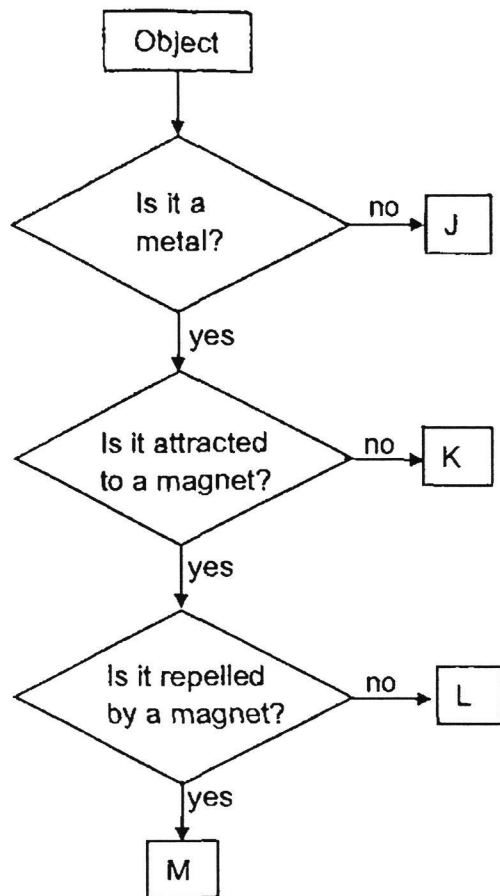 Object
Is it a
metal?
no
J
yes
Is it attracted
to a magnet?
no
K
yes
Is it repelled
by a magnet?
no
L
yes
M